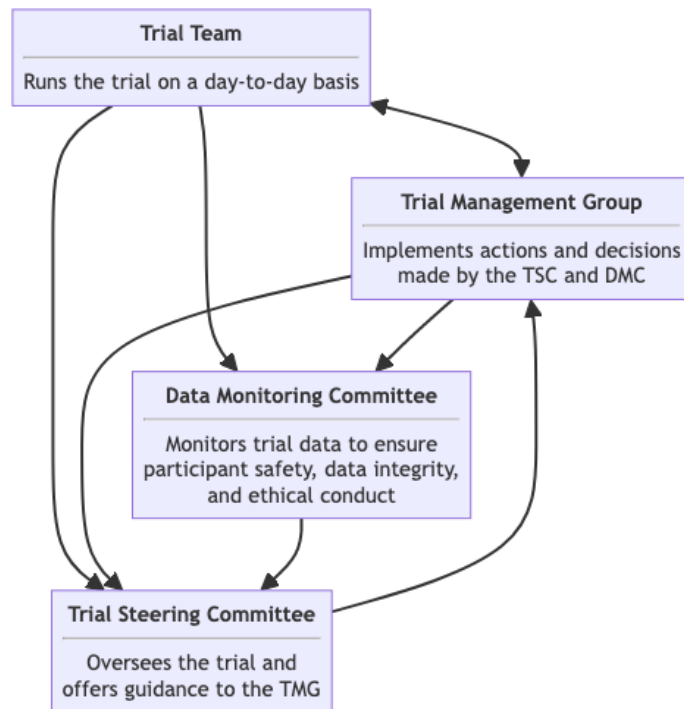 Trial Team
Runs the trial on a day-to-day basis
Trial Management Group
Implements actions and decisions
made by the TSC and DMC
Data Monitoring Committee
Monitors trial data to ensure
participant safety, data integrity,
and ethical conduct
Trial Steering Committee
Oversees the trial and
offers guidance to the TMG